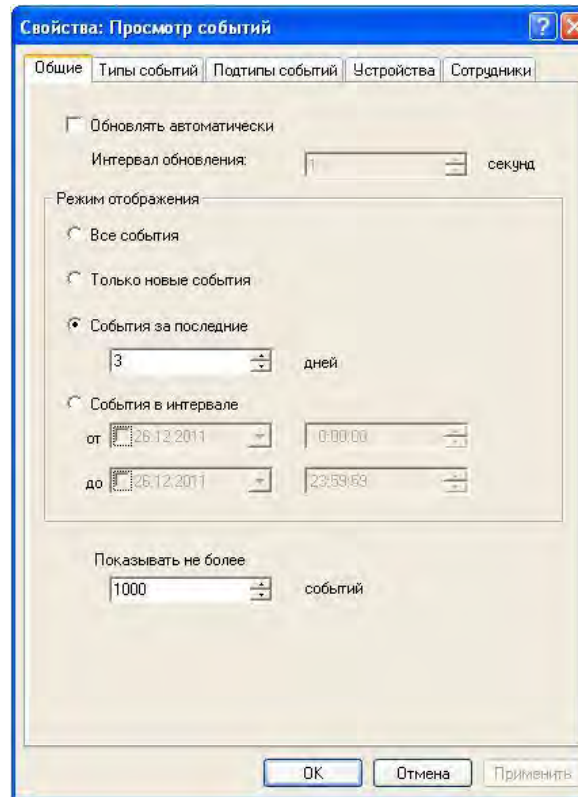 Свойства: Просмотр событий
Общие Типы событий Подтипы событий Устройства Сотрудники
Обновлять автоматически
Интервал обновления: 1 секунд
Режим отображения
Все события
Только новые события
События за последние
3 дней
События в интервале
от 26.12.2011 0:00:00
до 26.12.2011 23:59:59
Показывать не более
1000 событий
OK Отмена Применить